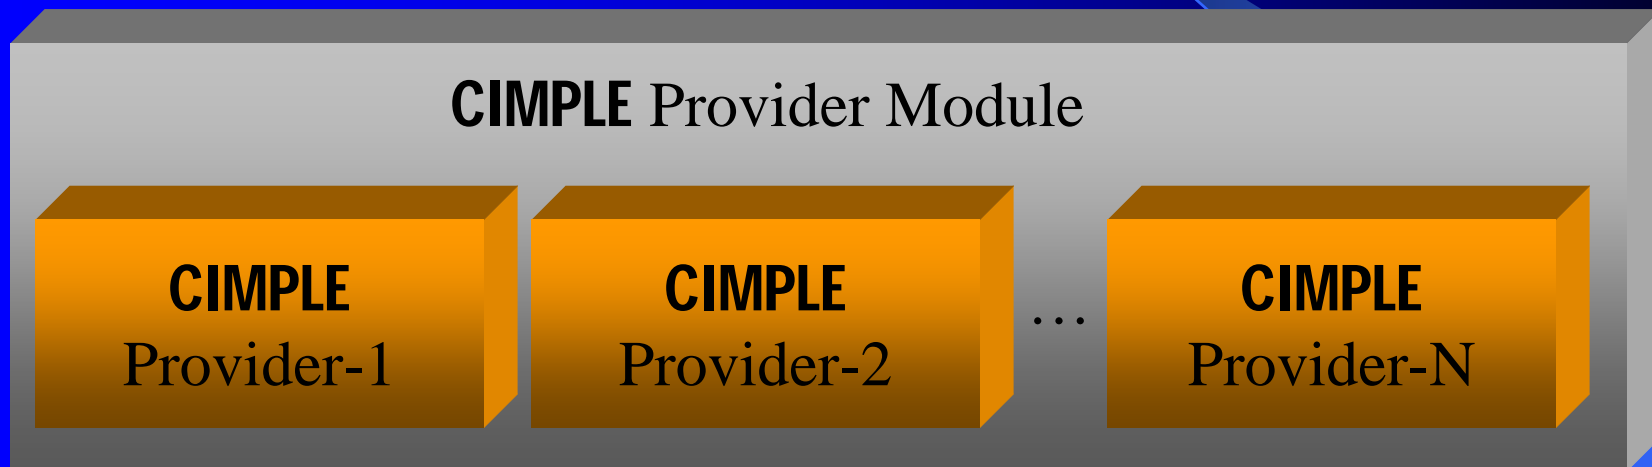 CIMPLE Provider Module
CIMPLE
Provider-1
CIMPLE
Provider-2
…
CIMPLE
Provider-N